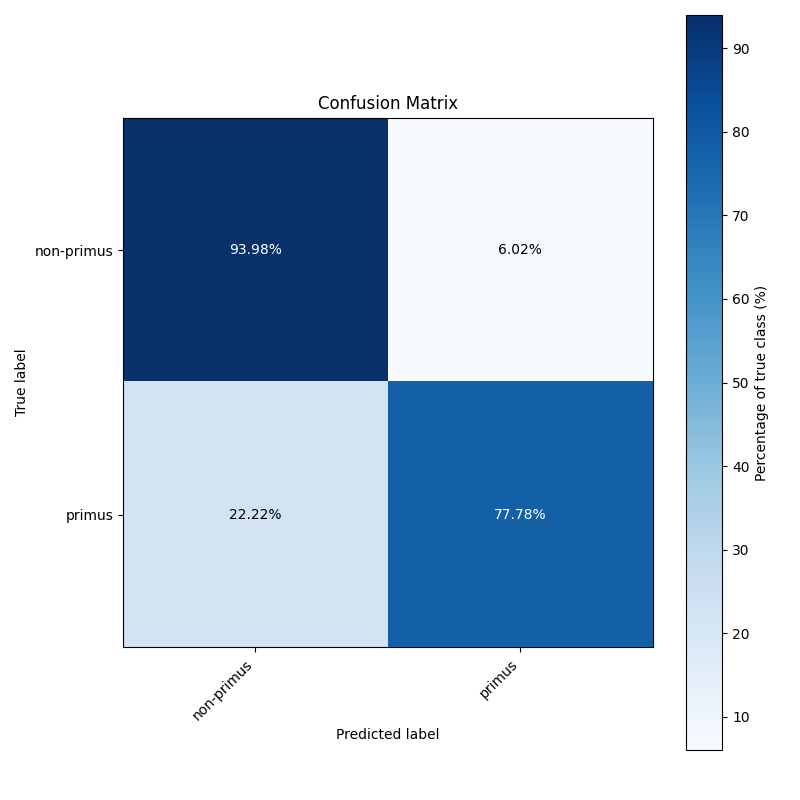 Confusion Matrix
True label
non-primus
primus
93.98%
6.02%
22.22%
77.78%
non-primus
primus
Predicted label
90
80
70
60
50
40
30
20
10
Percentage of true class (%)